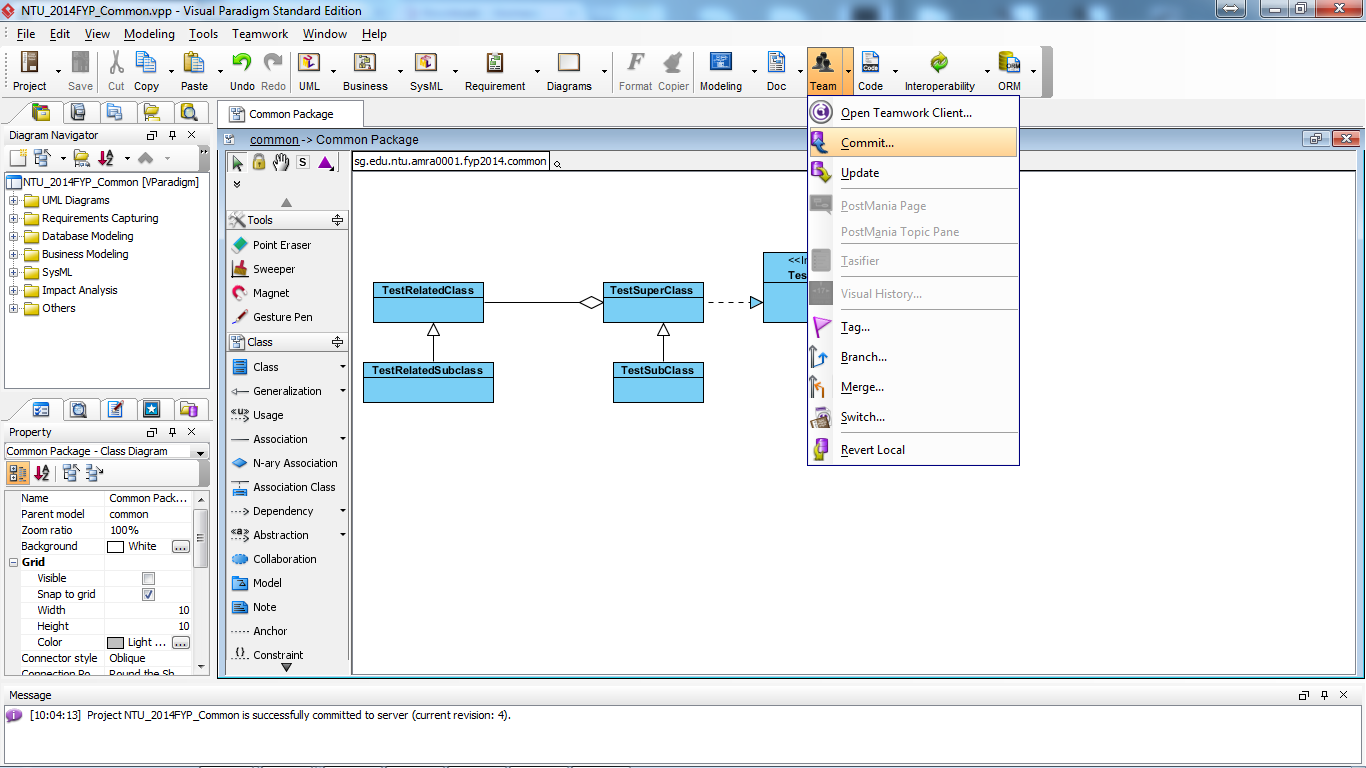 NTU_2014FYP_Common.vpp - Visual Paradigm Standard Edition
File Edit View Modeling Tools Teamwork Window Help
Project Save Cut Copy Paste Undo Redo UML Business SysML Requirement Diagrams Format Copier Modeling Doc Team Code Interoperability ORM
Common Package
Diagram Navigator
common -> Common Package
sg.edu.ntu.amra0001.fyp2014.common
NTU_2014FYP_Common [VParadigm]
UML Diagrams
Requirements Capturing
Database Modeling
Business Modeling
SysML
Impact Analysis
Others
Tools
Point Eraser
Sweeper
Magnet
Gesture Pen
Class
Class
Generalization
Usage
Association
N-ary Association
Association Class
Dependency
Abstraction
Collaboration
Model
Note
Anchor
Constraint
TestRelatedClass
TestSuperClass
<<In
Tes
TestRelatedSubclass
TestSubClass
Open Teamwork Client...
Commit...
Update
PostMania Page
PostMania Topic Pane
Tasifier
Visual History...
Tag...
Branch...
Merge...
Switch...
Revert Local
Property
Common Package - Class Diagram
Name Common Pack...
Parent model common
Zoom ratio 100%
Background White ...
Grid
Visible
Snap to grid
Width 10
Height 10
Color Light ... ...
Connector style Oblique
Connection Po... Round the Sh...
Message
[10:04:13] Project NTU_2014FYP_Common is successfully committed to server (current revision: 4).